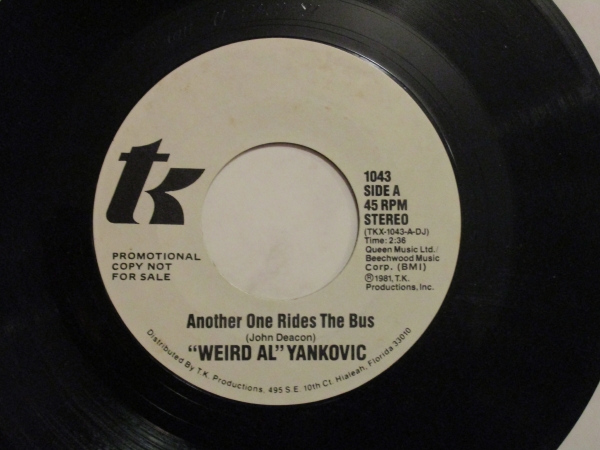 tk
PROMOTIONAL
COPY NOT
FOR SALE
1043
SIDE A
45 RPM
STEREO
(TKX-1043-A-DJ)
Time: 2:36
Queen Music Ltd./
Beechwood Music
Corp. (BMI)
Ⓟ1981, T.K.
Productions, Inc.
Another One Rides The Bus
(John Deacon)
"WEIRD AL" YANKOVIC
Distributed By T.K. Productions, 495 S.E. 10th Ct. Hialeah, Florida 33010